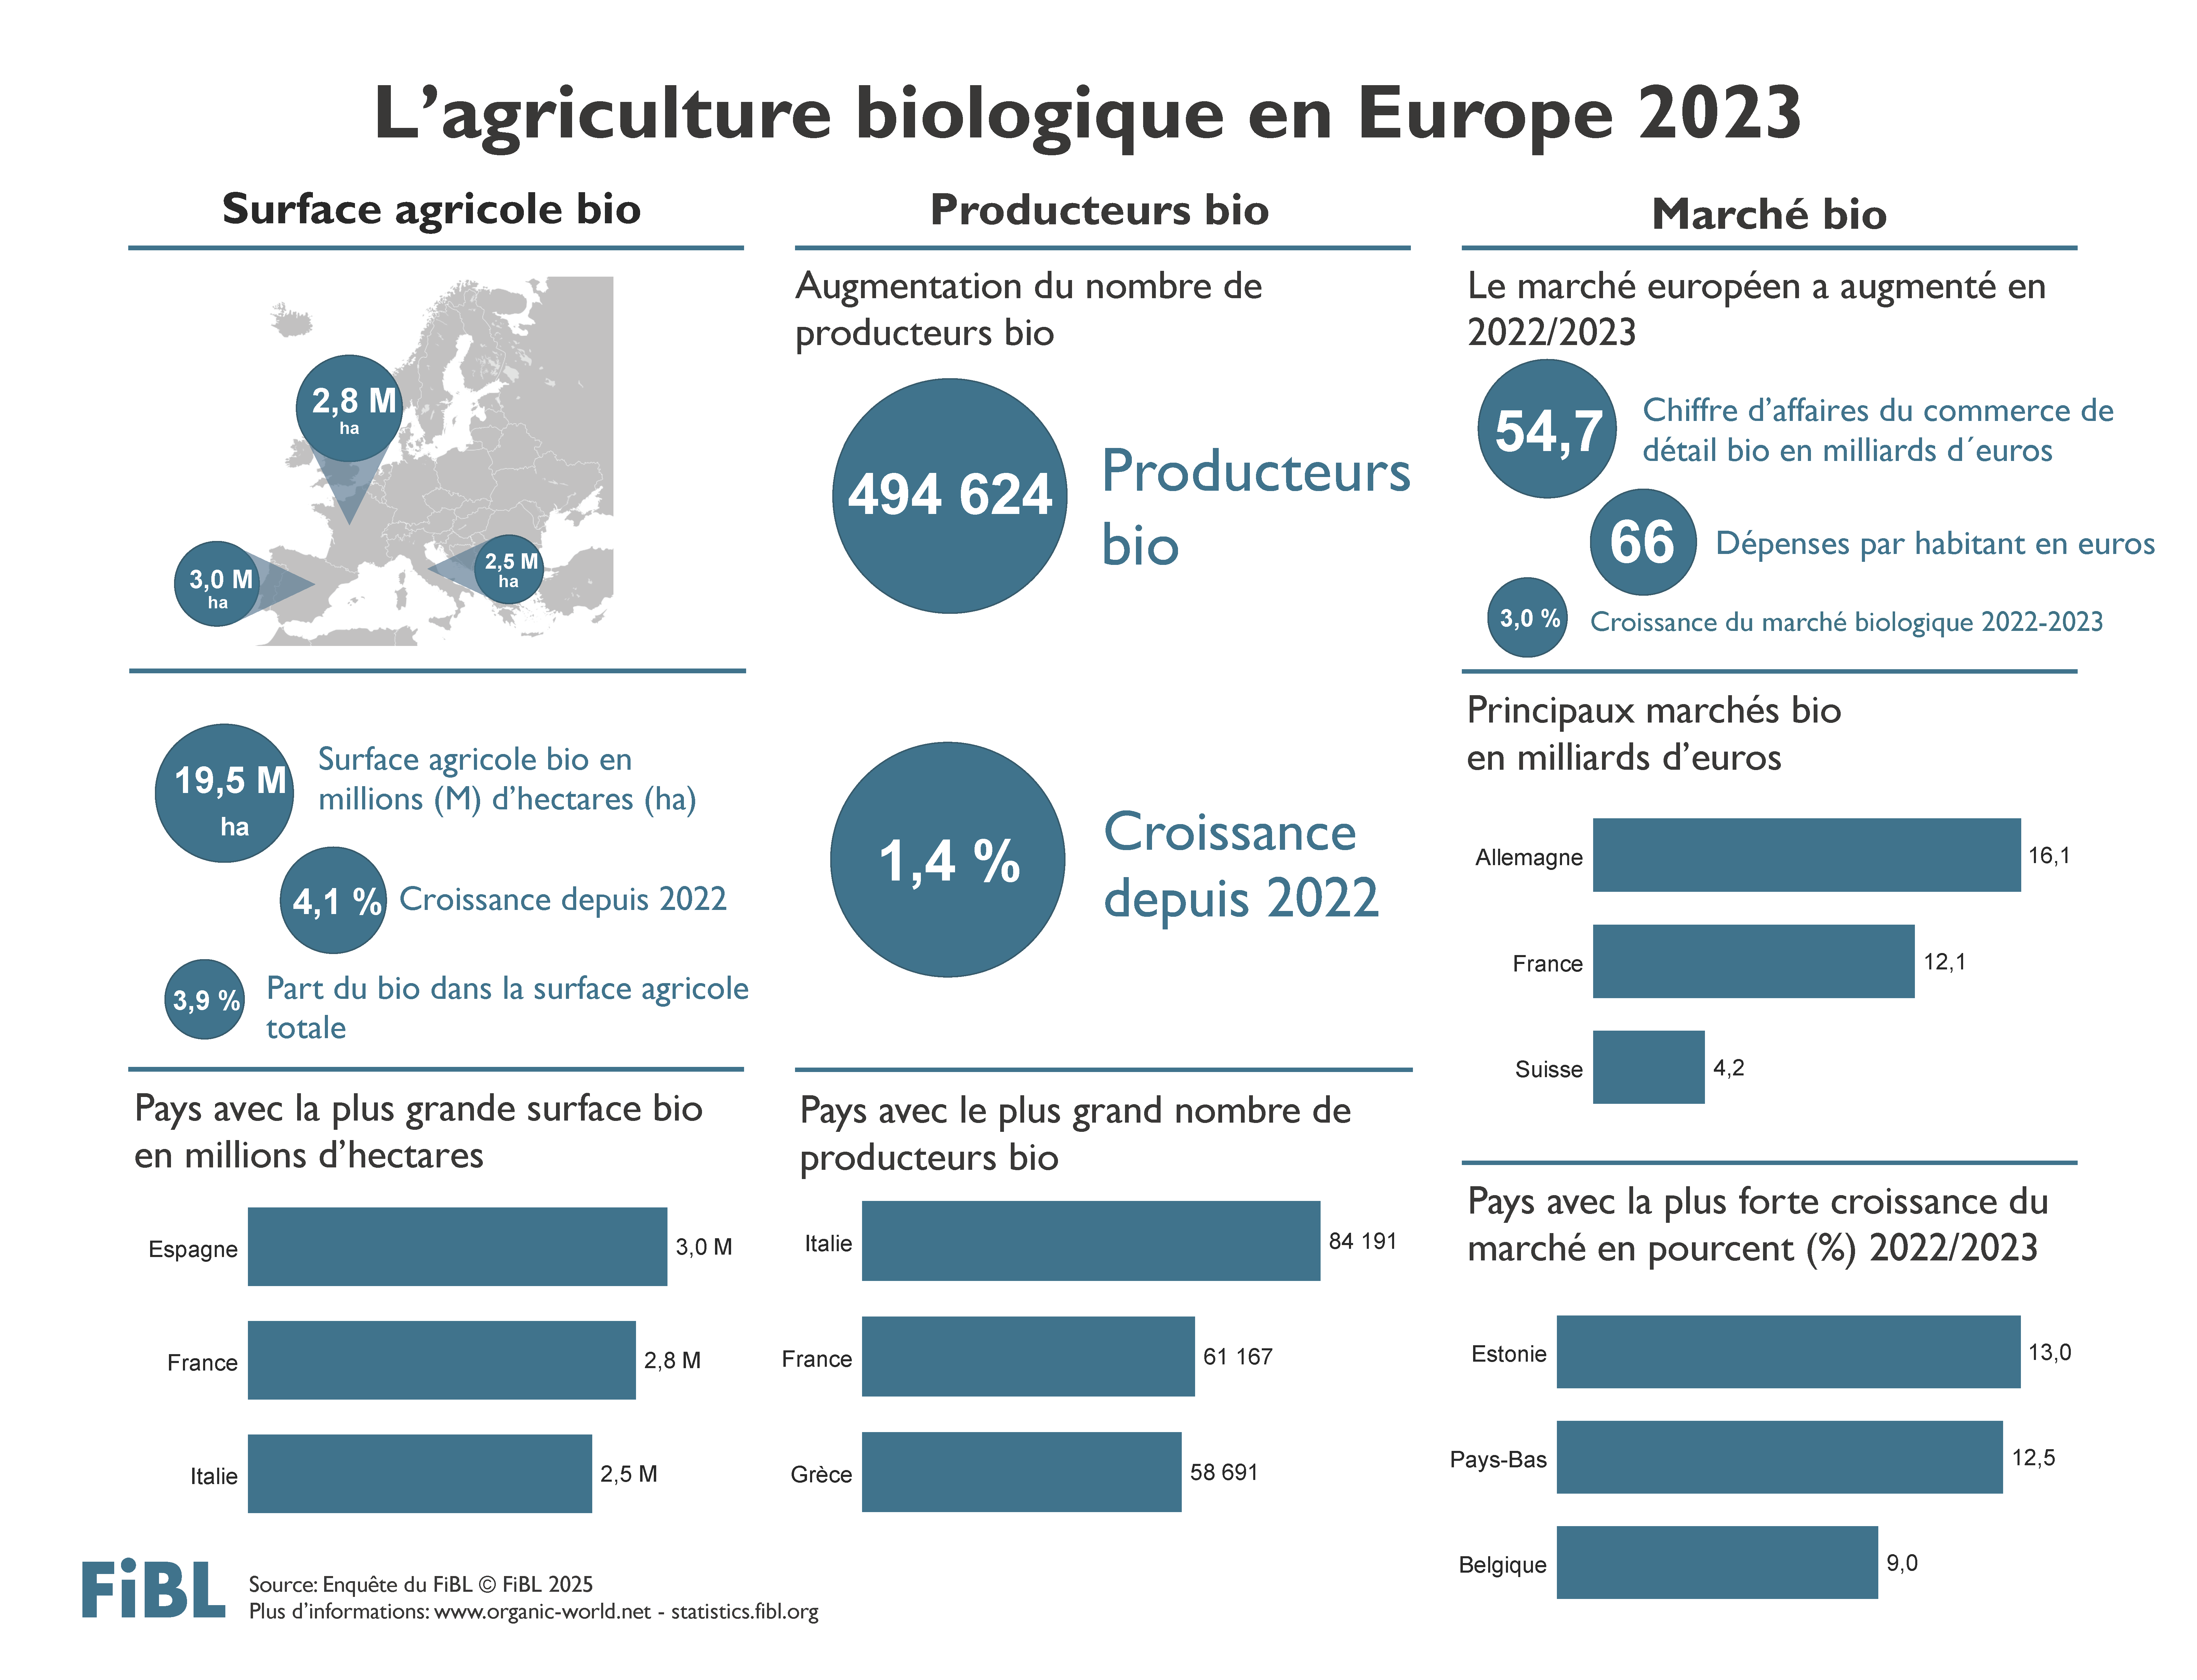 L’agriculture biologique en Europe 2023
Surface agricole bio
2,8 M
ha
3,0 M
ha
2,5 M
ha
19,5 M
ha
Surface agricole bio en
millions (M) d’hectares (ha)
4,1 %
Croissance depuis 2022
3,9 %
Part du bio dans la surface agricole
totale
Pays avec la plus grande surface bio
en millions d’hectares
Espagne 3,0 M
France 2,8 M
Italie 2,5 M
Producteurs bio
Augmentation du nombre de
producteurs bio
494 624
Producteurs
bio
1,4 %
Croissance
depuis 2022
Pays avec le plus grand nombre de
producteurs bio
Italie 84 191
France 61 167
Grèce 58 691
Marché bio
Le marché européen a augmenté en
2022/2023
54,7
Chiffre d’affaires du commerce de
détail bio en milliards d´euros
66
Dépenses par habitant en euros
3,0 %
Croissance du marché biologique 2022-2023
Principaux marchés bio
en milliards d’euros
Allemagne 16,1
France 12,1
Suisse 4,2
Pays avec la plus forte croissance du
marché en pourcent (%) 2022/2023
Estonie 13,0
Pays-Bas 12,5
Belgique 9,0
FiBL
Source: Enquête du FiBL © FiBL 2025
Plus d’informations: www.organic-world.net - statistics.fibl.org